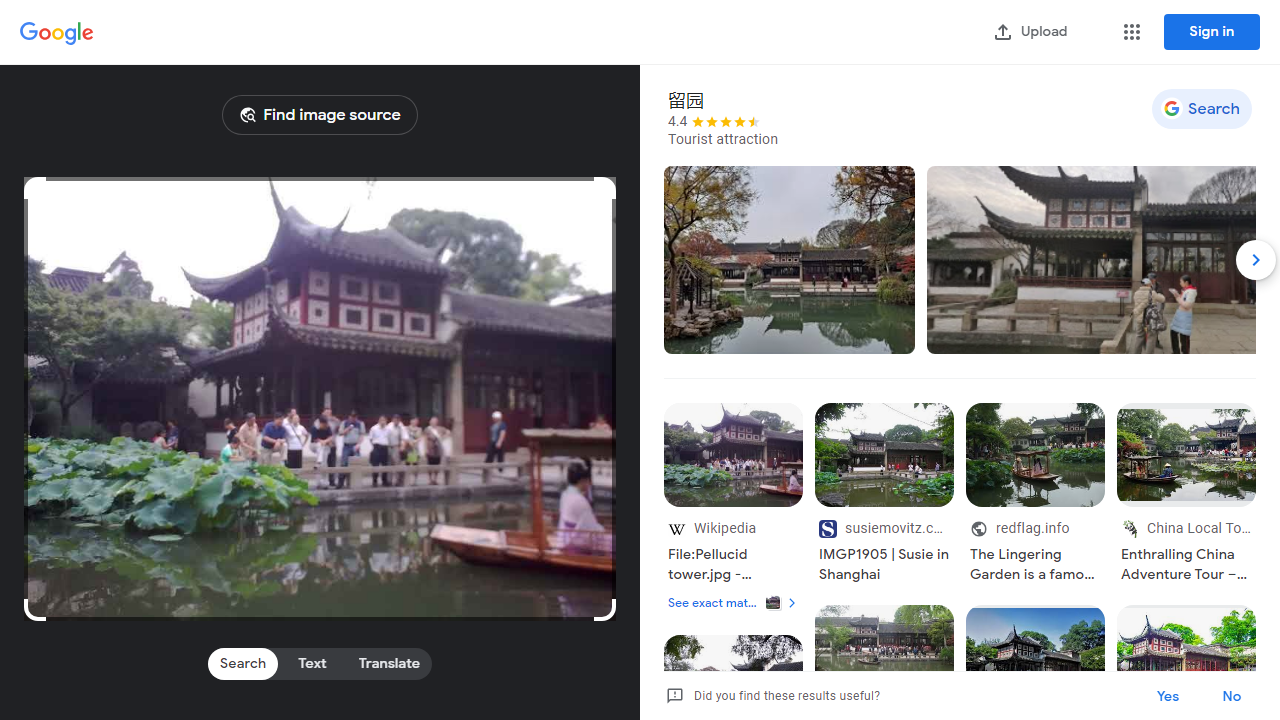 Google
Upload
Sign in
Find image source
Search
Text
Translate
留园
4.4
Tourist attraction
Search
Wikipedia
File:Pellucid
tower.jpg -...
See exact mat...
susiemovitz.c...
IMGP1905 | Susie in
Shanghai
redflag.info
The Lingering
Garden is a famo...
China Local To...
Enthralling China
Adventure Tour –...
Did you find these results useful?
Yes
No